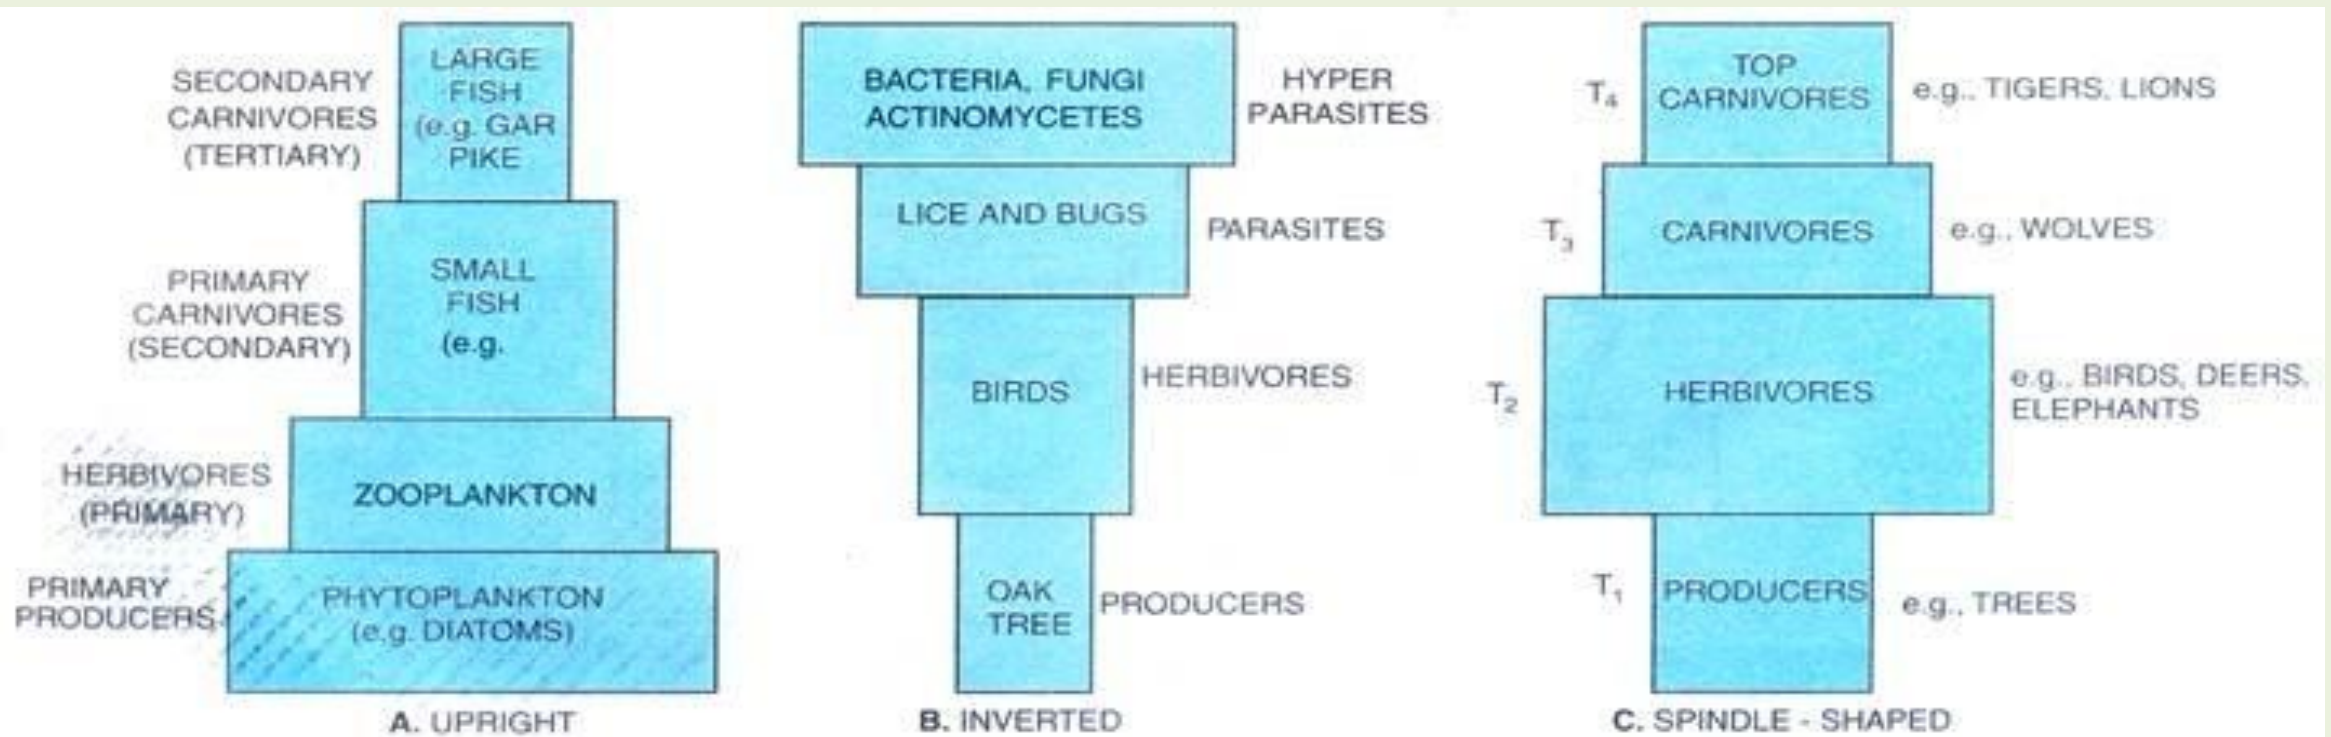 SECONDARY
CARNIVORES
(TERTIARY)
LARGE
FISH
(e.g. GAR
PIKE
PRIMARY
CARNIVORES
(SECONDARY)
SMALL
FISH
(e.g.
HERBIVORES
(PRIMARY)
ZOOPLANKTON
PRIMARY
PRODUCERS
PHYTOPLANKTON
(e.g. DIATOMS)
A. UPRIGHT
BACTERIA, FUNGI
ACTINOMYCETES
HYPER
PARASITES
LICE AND BUGS
PARASITES
BIRDS
HERBIVORES
OAK
TREE
PRODUCERS
B. INVERTED
T4
TOP
CARNIVORES
e.g., TIGERS, LIONS
T3
CARNIVORES
e.g., WOLVES
T2
HERBIVORES
e.g., BIRDS, DEERS,
ELEPHANTS
T1
PRODUCERS
e.g., TREES
C. SPINDLE - SHAPED